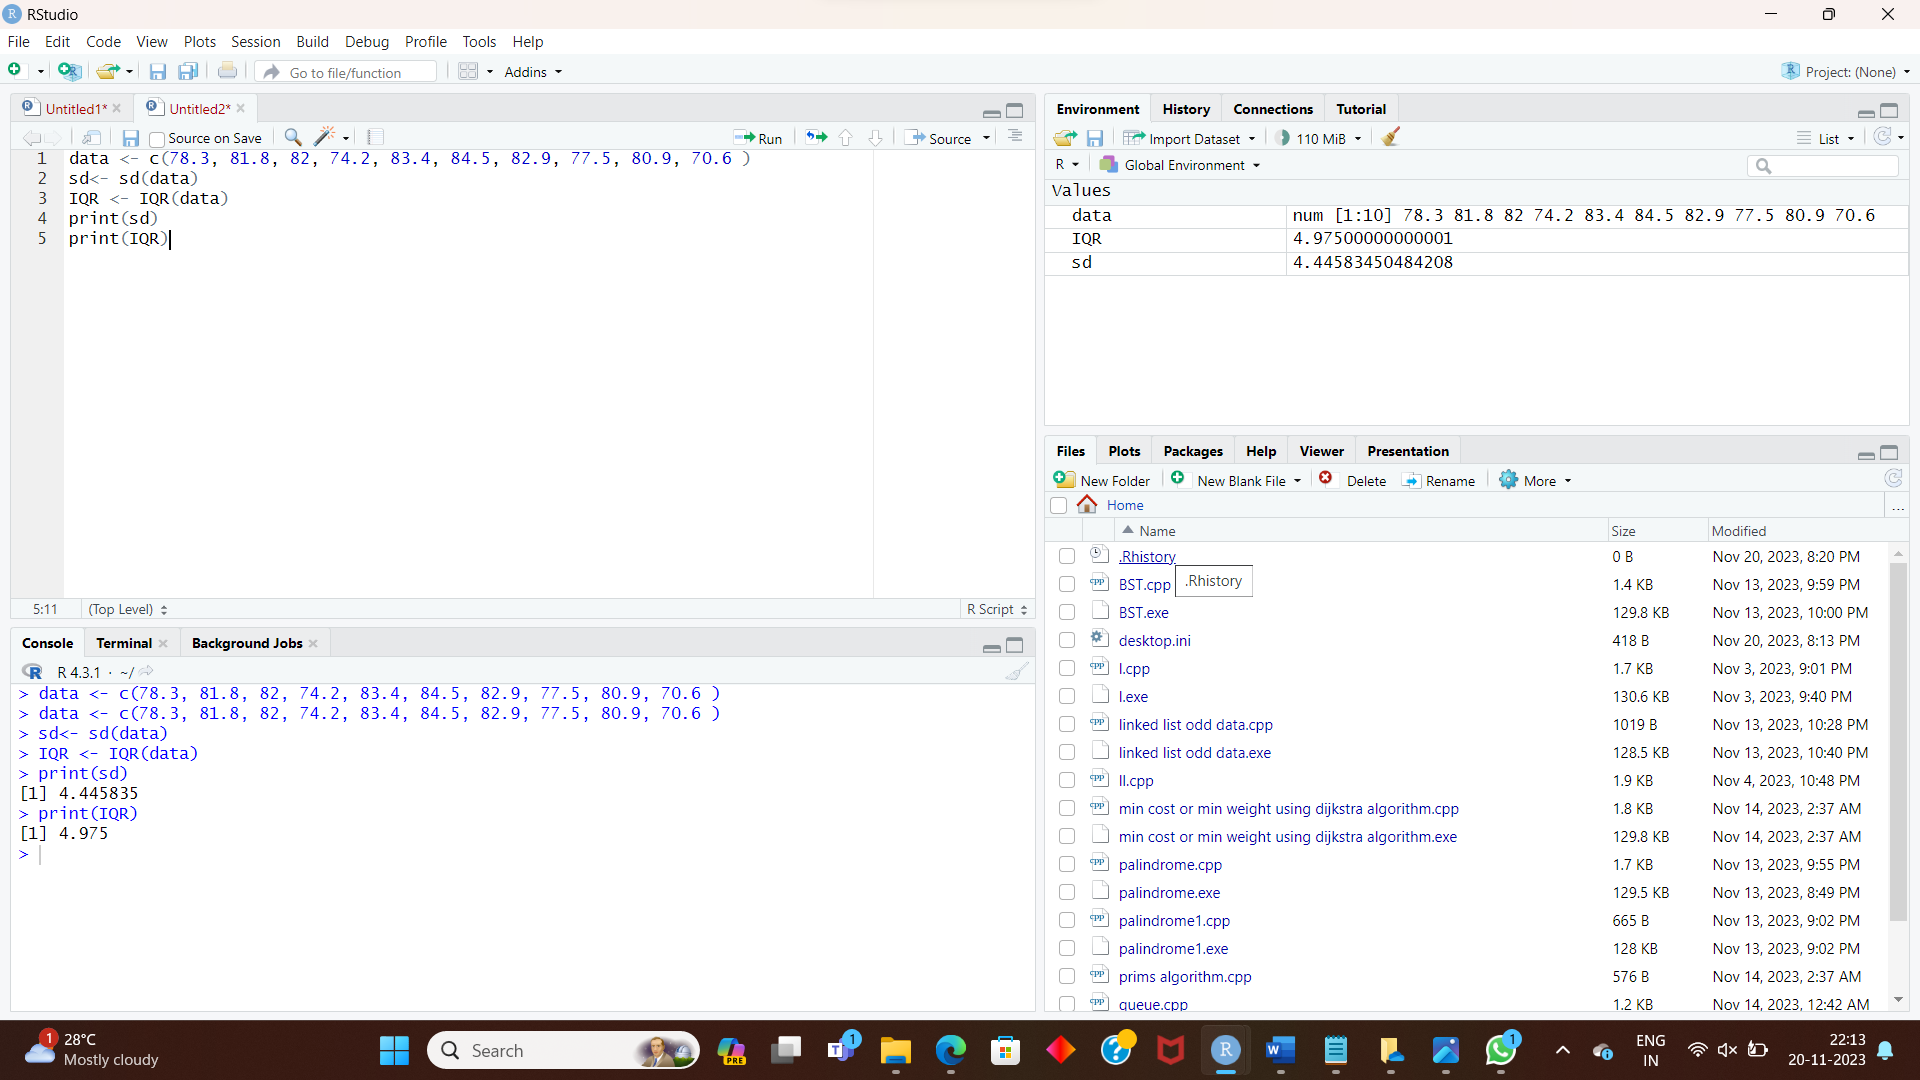 RStudio
File Edit Code View Plots Session Build Debug Profile Tools Help
Go to file/function Addins Project: (None)
Untitled1* Untitled2*
Source on Save Run Source
1 data <- c(78.3, 81.8, 82, 74.2, 83.4, 84.5, 82.9, 77.5, 80.9, 70.6 )
2 sd<- sd(data)
3 IQR <- IQR(data)
4 print(sd)
5 print(IQR)
5:11 (Top Level) R Script
Console Terminal Background Jobs
R 4.3.1 · ~/
> data <- c(78.3, 81.8, 82, 74.2, 83.4, 84.5, 82.9, 77.5, 80.9, 70.6 )
> data <- c(78.3, 81.8, 82, 74.2, 83.4, 84.5, 82.9, 77.5, 80.9, 70.6 )
> sd<- sd(data)
> IQR <- IQR(data)
> print(sd)
[1] 4.445835
> print(IQR)
[1] 4.975
>
Environment History Connections Tutorial
Import Dataset 110 MiB List
R Global Environment
Values
data num [1:10] 78.3 81.8 82 74.2 83.4 84.5 82.9 77.5 80.9 70.6
IQR 4.97500000000001
sd 4.44583450484208
Files Plots Packages Help Viewer Presentation
New Folder New Blank File Delete Rename More
Home ...
Name Size Modified
.Rhistory 0 B Nov 20, 2023, 8:20 PM
.Rhistory
BST.cpp 1.4 KB Nov 13, 2023, 9:59 PM
BST.exe 129.8 KB Nov 13, 2023, 10:00 PM
desktop.ini 418 B Nov 20, 2023, 8:13 PM
l.cpp 1.7 KB Nov 3, 2023, 9:01 PM
l.exe 130.6 KB Nov 3, 2023, 9:40 PM
linked list odd data.cpp 1019 B Nov 13, 2023, 10:28 PM
linked list odd data.exe 128.5 KB Nov 13, 2023, 10:40 PM
ll.cpp 1.9 KB Nov 4, 2023, 10:48 PM
min cost or min weight using dijkstra algorithm.cpp 1.8 KB Nov 14, 2023, 2:37 AM
min cost or min weight using dijkstra algorithm.exe 129.8 KB Nov 14, 2023, 2:37 AM
palindrome.cpp 1.7 KB Nov 13, 2023, 9:55 PM
palindrome.exe 129.5 KB Nov 13, 2023, 8:49 PM
palindrome1.cpp 665 B Nov 13, 2023, 9:02 PM
palindrome1.exe 128 KB Nov 13, 2023, 9:02 PM
prims algorithm.cpp 576 B Nov 14, 2023, 2:37 AM
queue.cpp 1.2 KB Nov 14, 2023, 12:42 AM
1 28°C
Mostly cloudy
Search
PRE
1
1
ENG
IN
22:13
20-11-2023